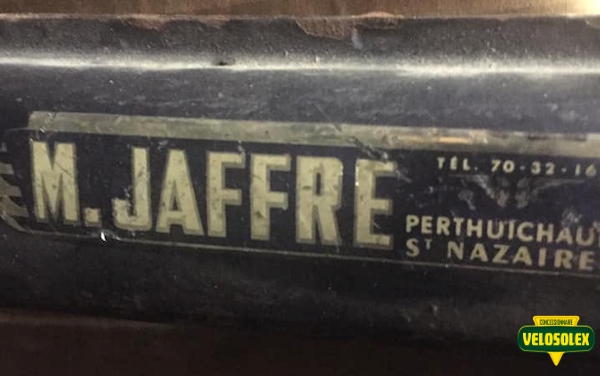 M. JAFFRE
TÉL. 70-32-16
PERTHUICHAU
ST NAZAIRE
CONCESSIONNAIRE
VELOSOLEX